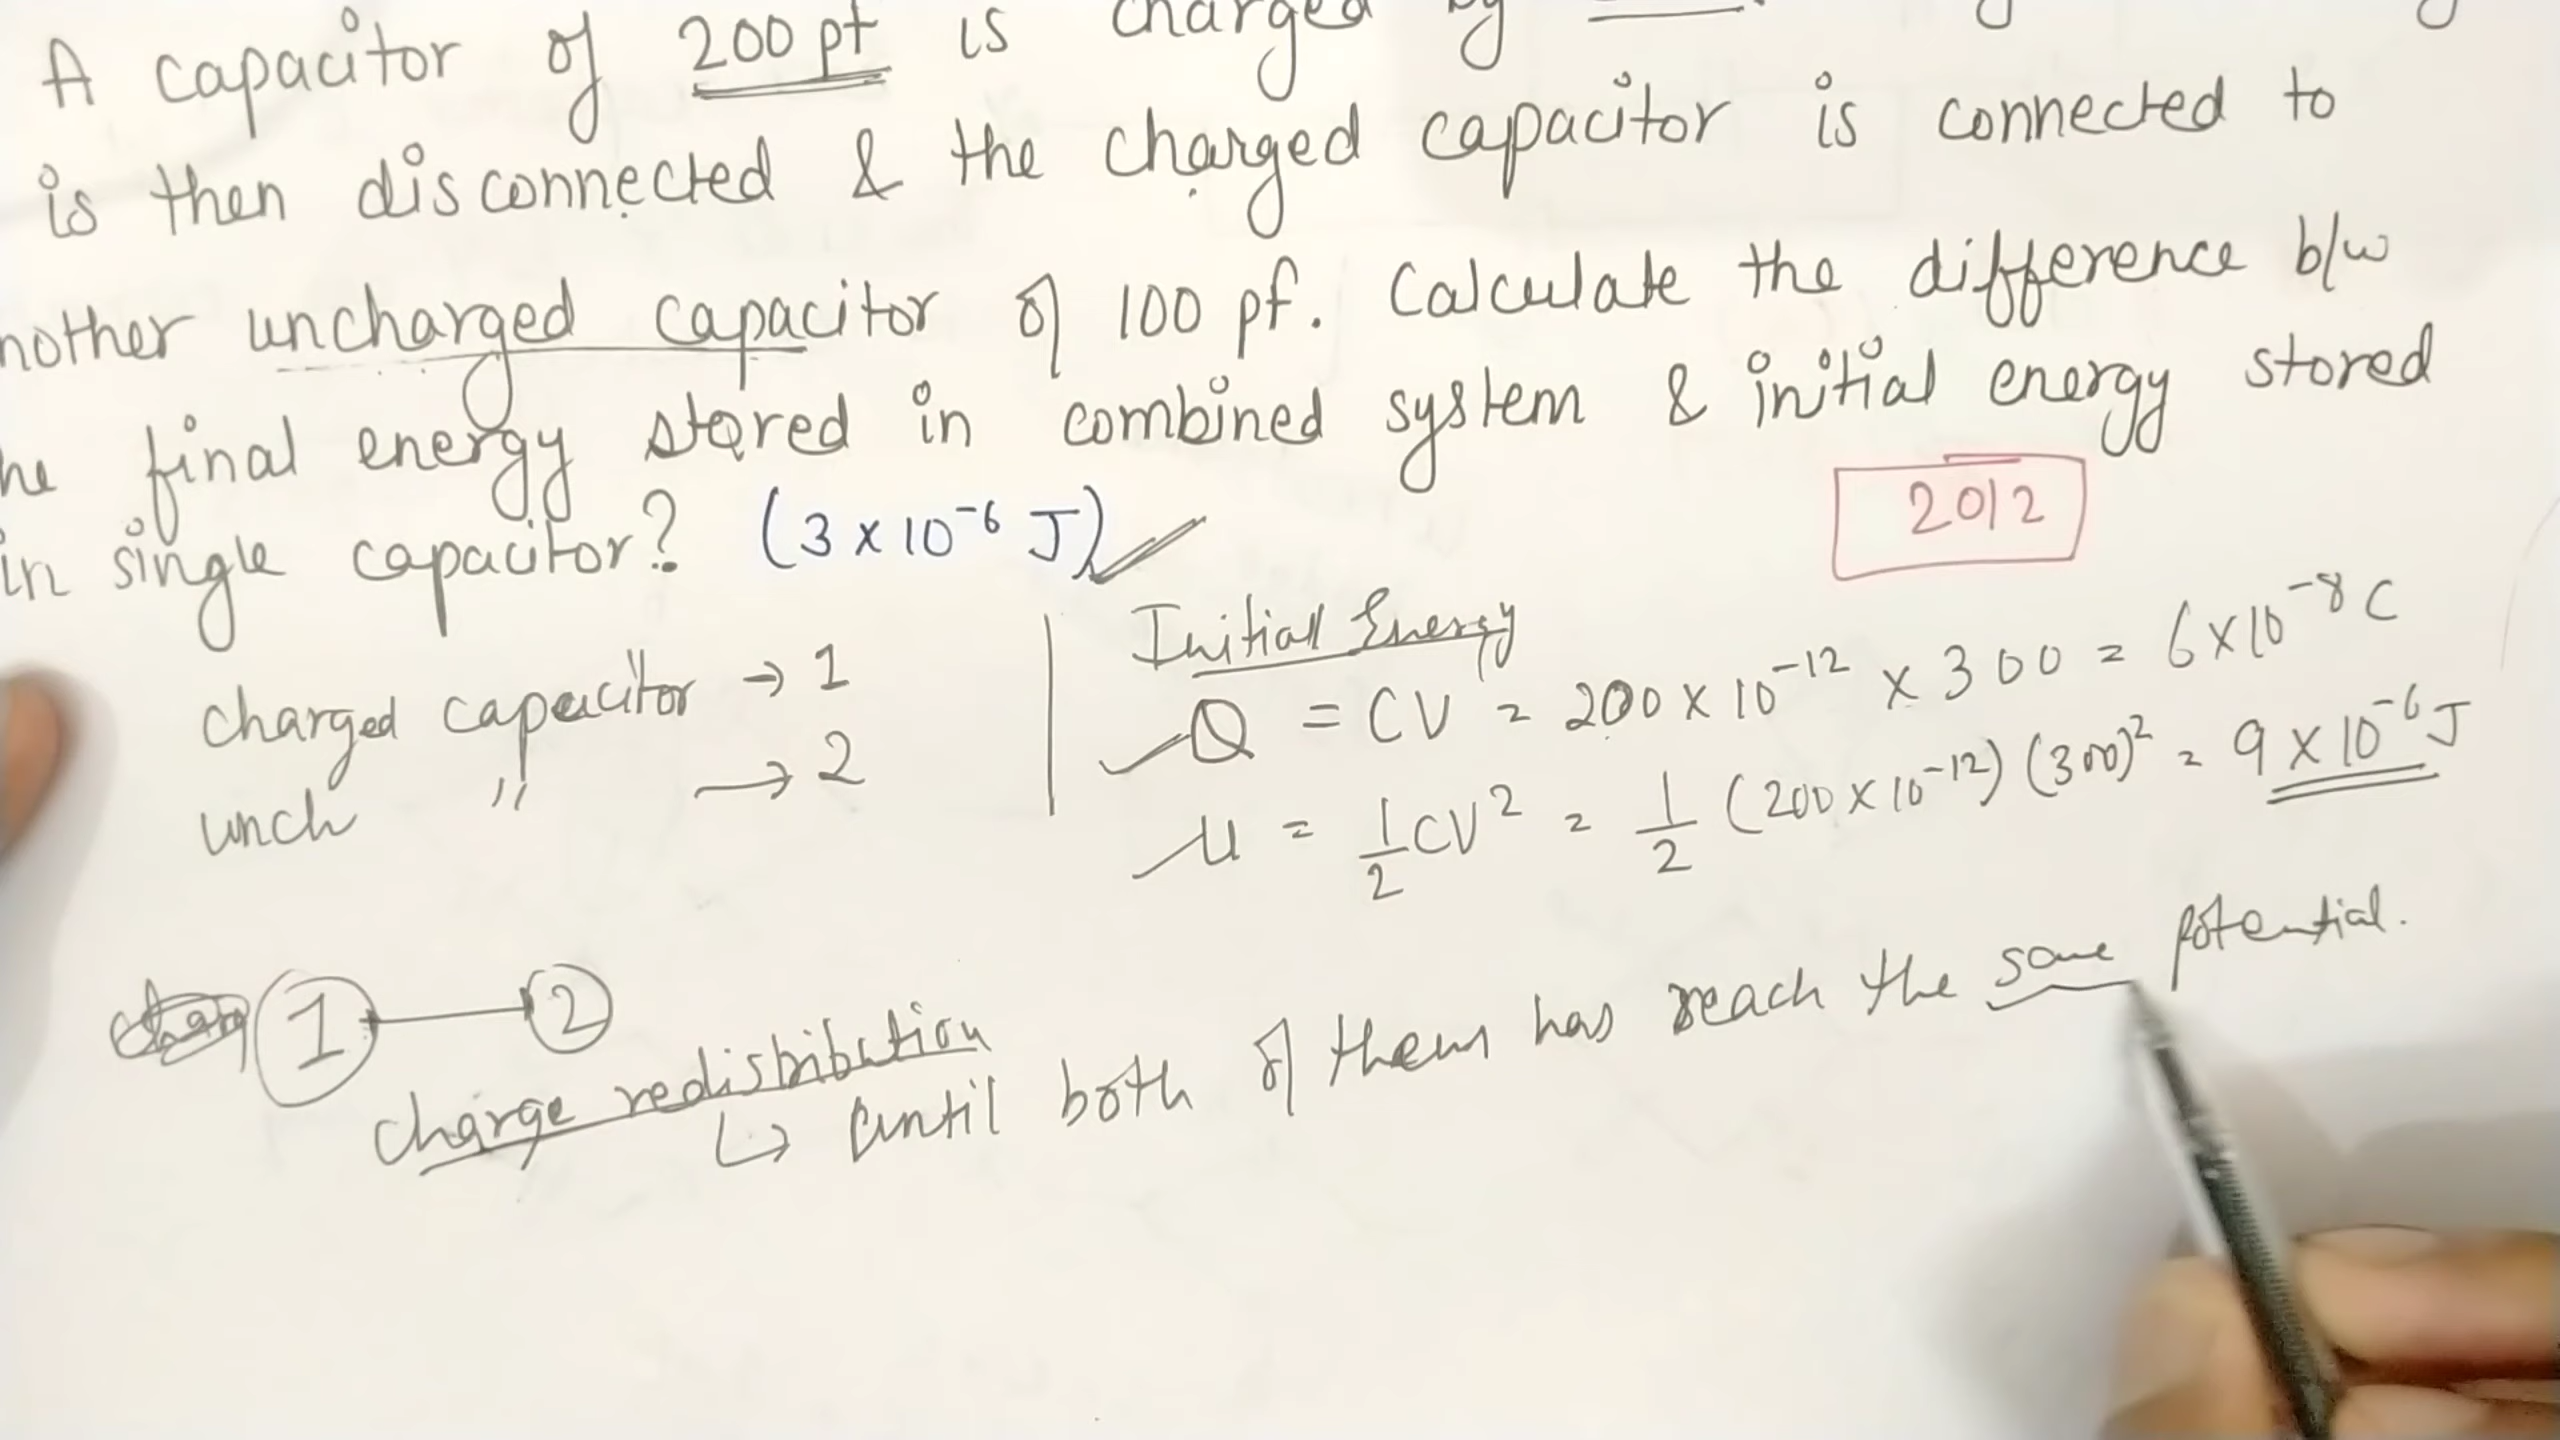 A capacitor of 200 pf is charged by
is then disconnected & the charged capacitor is connected to
nother uncharged capacitor of 100 pf. Calculate the difference b/w
he final energy stored in combined system & initial energy stored
in single capacitor? (3 x 10⁻⁶ J)
2012
charged capacitor → 1
unch " → 2
Initial Energy
Q = CV = 200 x 10⁻¹² x 300 = 6x10⁻⁸ C
U = 1/2 CV² = 1/2 (200 x 10⁻¹²) (300)² = 9 x 10⁻⁶ J
1 2
charge redistribution
↳ until both of them has reach the same potential.